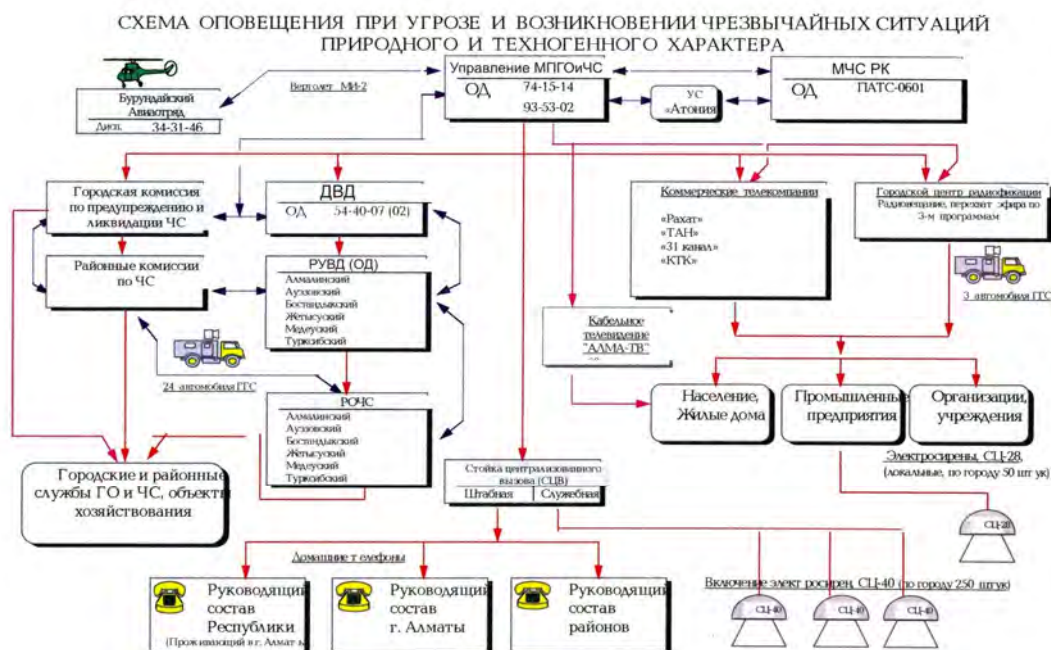 СХЕМА ОПОВЕЩЕНИЯ ПРИ УГРОЗЕ И ВОЗНИКНОВЕНИИ ЧРЕЗВЫЧАЙНЫХ СИТУАЦИЙ
ПРИРОДНОГО И ТЕХНОГЕННОГО ХАРАКТЕРА
Бурундайский
Авиаотряд
Дисп. 34-31-46
Вертолет МИ-2
Управление МПГОиЧС
ОД 74-15-14
93-53-02
УС
«Атония
МЧС РК
ОД ПАТС-0601
Городская комиссия
по предупреждению и
ликвидации ЧС
ДВД
ОД 54-40-07 (02)
Коммерческие телекомпании
«Рахат»
«ТАН»
«31 канал»
«КТК»
Городской центр радиофикации
Радиовещание, перехват эфира по
3-м программам
3 автомобиля ГГС
Районные комиссии
по ЧС
РУВД (ОД)
Алмалинский
Ауэзовский
Бостандыкский
Жетысуский
Медеуский
Турксибский
24 автомобиля ГГС
Кабельное
телевидение
"АЛМА-ТВ"
РОЧС
Алмалинский
Ауэзовский
Бостандыкский
Жетысуский
Медеуский
Турксибский
Население,
Жилые дома
Промышленные
предприятия
Организации,
учреждения
Электросирены, СЦ-28,
(локальные, по городу 50 шт ук)
СЦ-28
Городские и районные
службы ГО и ЧС, объекты
хозяйствования
Стойка централизованного
вызова (СЦВ)
Штабная Служебная
Домашние т елефоны
Руководящий
состав
Республики
(Проживающий в г. Алмат ы
Руководящий
состав
г. Алматы
Руководящий
состав
районов
Включение элект росирен, СЦ-40 (по городу 250 штук)
СЦ-40
СЦ-40
СЦ-40